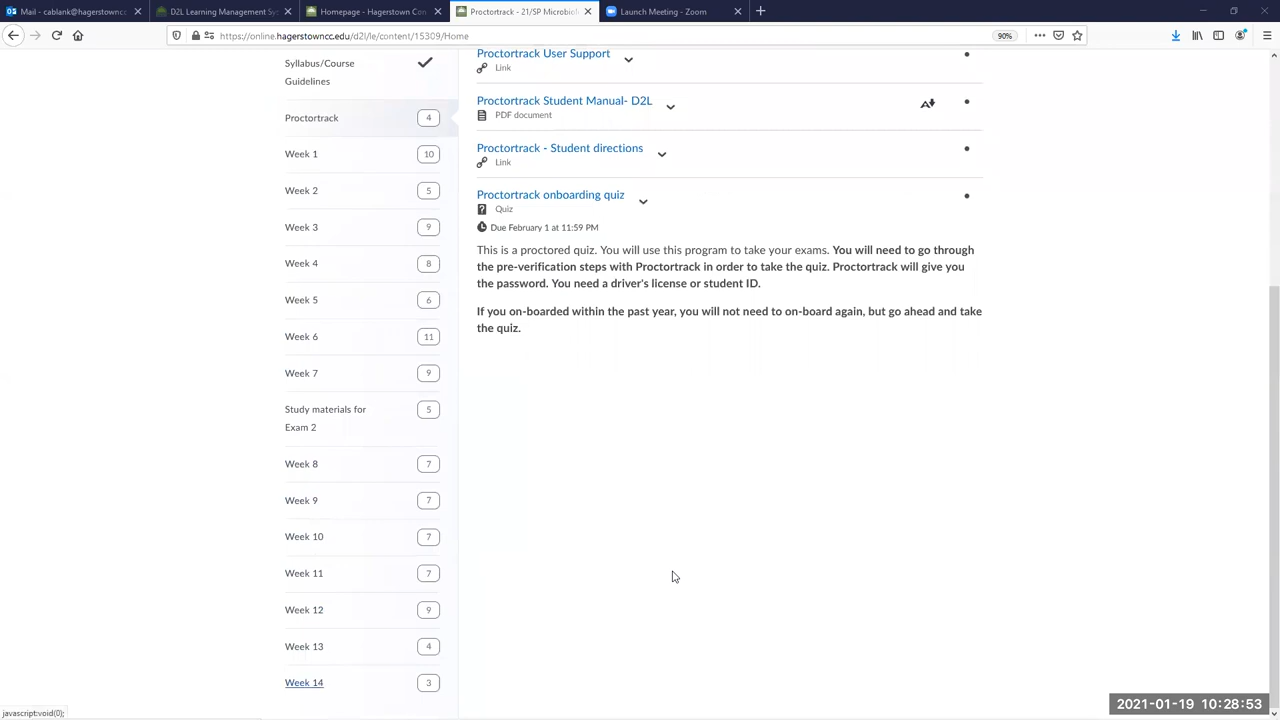 Mail - cablank@hagerstowncc
D2L Learning Management Sy
Homepage - Hagerstown Con
Proctortrack - 21/SP Microbiol
Launch Meeting - Zoom
https://online.hagerstowncc.edu/d2l/le/content/15309/Home
90%
Syllabus/Course
Guidelines
Proctortrack 4
Week 1 10
Week 2 5
Week 3 9
Week 4 8
Week 5 6
Week 6 11
Week 7 9
Study materials for 5
Exam 2
Week 8 7
Week 9 7
Week 10 7
Week 11 7
Week 12 9
Week 13 4
Week 14 3
Proctortrack User Support
Link
Proctortrack Student Manual- D2L
PDF document
Proctortrack - Student directions
Link
Proctortrack onboarding quiz
Quiz
Due February 1 at 11:59 PM
This is a proctored quiz. You will use this program to take your exams. You will need to go through
the pre-verification steps with Proctortrack in order to take the quiz. Proctortrack will give you
the password. You need a driver's license or student ID.
If you on-boarded within the past year, you will not need to on-board again, but go ahead and take
the quiz.
javascript:void(0);
2021-01-19 10:28:53